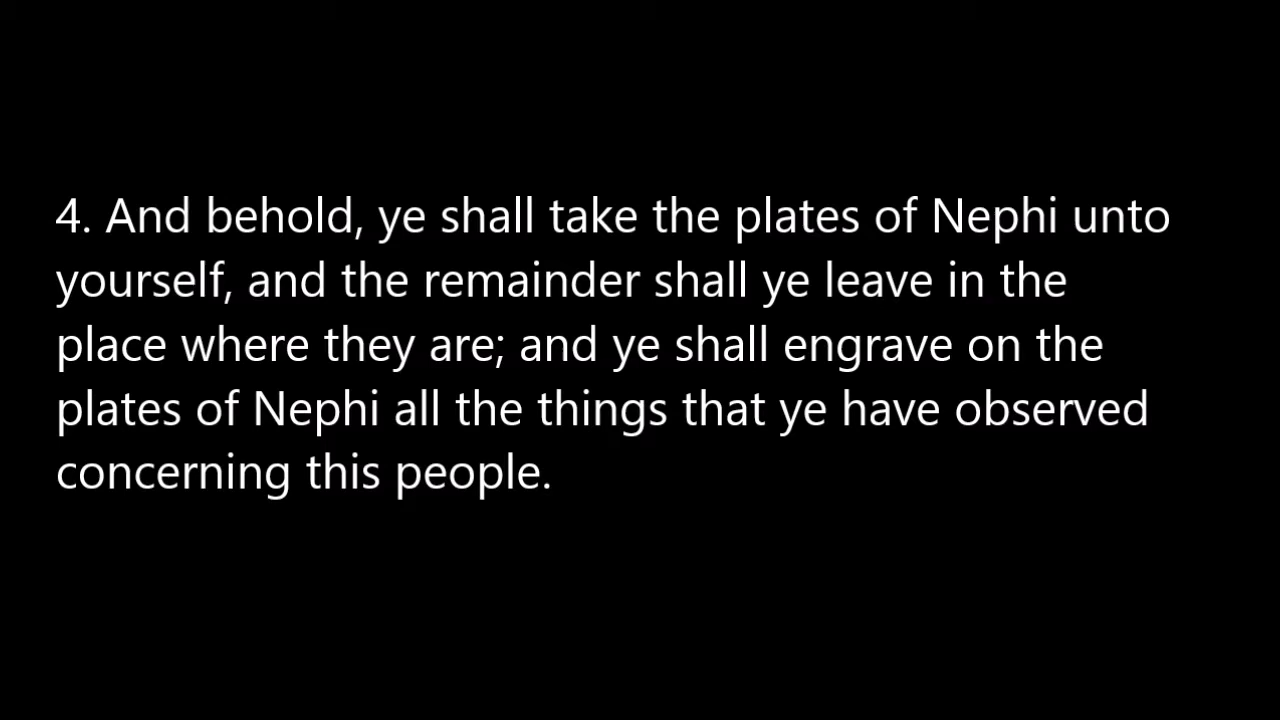 4. And behold, ye shall take the plates of Nephi unto
yourself, and the remainder shall ye leave in the
place where they are; and ye shall engrave on the
plates of Nephi all the things that ye have observed
concerning this people.